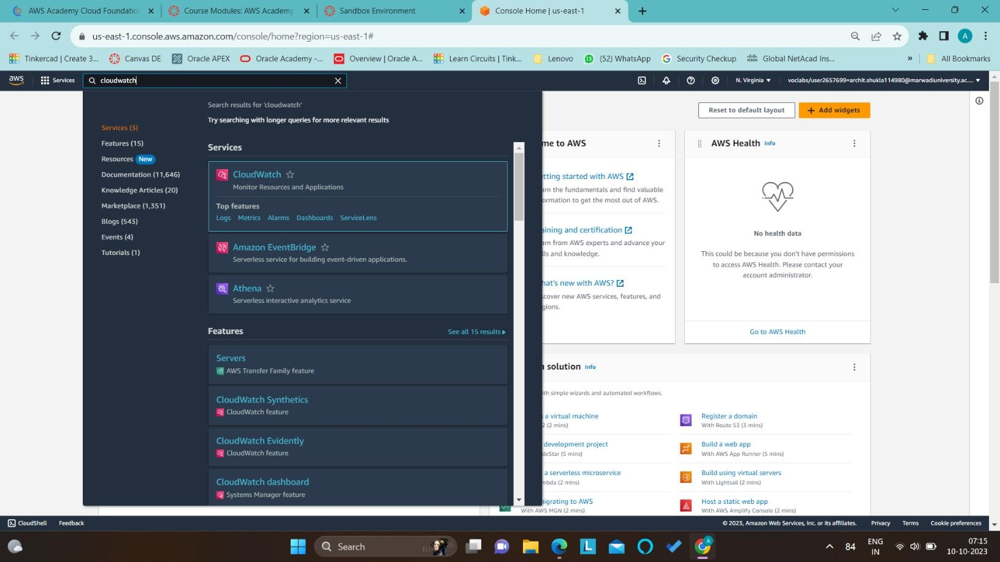 AWS Academy Cloud Foundatio
Course Modules: AWS Academy
Sandbox Environment
Console Home | us-east-1
us-east-1.console.aws.amazon.com/console/home?region=us-east-1#
A
Tinkercad | Create 3...
Canvas DE
Oracle APEX
Oracle Academy -...
Overview | Oracle A...
Learn Circuits | Tink...
Lenovo
(52) WhatsApp
Security Checkup
Global NetAcad Ins...
»
All Bookmarks
aws
Services
cloudwatch
N. Virginia
voclabs/user2657699=archit.shukla114980@marwadiuniversity.ac....
Search results for 'cloudwatch'
Try searching with longer queries for more relevant results
Services (3)
Features (15)
Resources New
Documentation (11,646)
Knowledge Articles (20)
Marketplace (1,351)
Blogs (543)
Events (4)
Tutorials (1)
Services
CloudWatch
Monitor Resources and Applications
Top features
Logs Metrics Alarms Dashboards ServiceLens
Amazon EventBridge
Serverless service for building event-driven applications.
Athena
Serverless interactive analytics service
Features
See all 15 results
Servers
AWS Transfer Family feature
CloudWatch Synthetics
CloudWatch feature
CloudWatch Evidently
CloudWatch feature
CloudWatch dashboard
Systems Manager feature
Reset to default layout
+ Add widgets
me to AWS
etting started with AWS
arn the fundamentals and find valuable
ormation to get the most out of AWS.
aining and certification
arn from AWS experts and advance your
lls and knowledge.
hat's new with AWS?
scover new AWS services, features, and
gions.
AWS Health Info
No health data
This could be because you don't have permissions
to access AWS Health. Please contact your
account administrator.
Go to AWS Health
a solution Info
ith simple wizards and automated workflows.
a virtual machine
2 (2 mins)
development project
deStar (5 mins)
a serverless microservice
mbda (2 mins)
igrating to AWS
With AWS MGN (2 mins)
Register a domain
With Route 53 (3 mins)
Build a web app
With AWS App Runner (5 mins)
Build using virtual servers
With Lightsail (2 mins)
Host a static web app
With AWS Amplify Console (2 mins)
CloudShell
Feedback
© 2023, Amazon Web Services, Inc. or its affiliates.
Privacy
Terms
Cookie preferences
Search
L
A
84
ENG
IN
07:15
10-10-2023